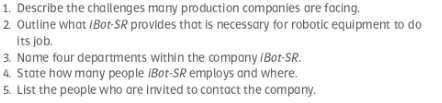 1. Describe the challenges many production companies are facing.
2. Outline what iBot-SR provides that is necessary for robotic equipment to do
its job.
3. Name four departments within the company iBot-SR.
4. State how many people iBot-SR employs and where.
5. List the people who are invited to contact the company.